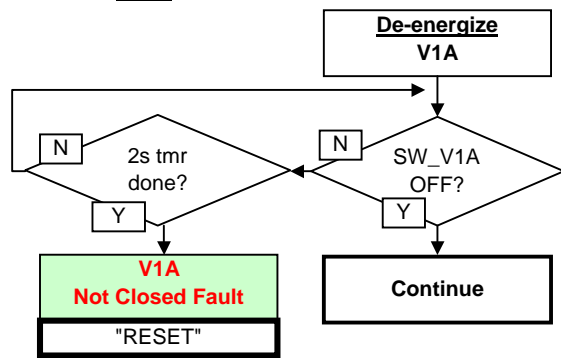 De-energize
V1A
N
2s tmr
done?
Y
N
SW_V1A
OFF?
Y
V1A
Not Closed Fault
"RESET"
Continue